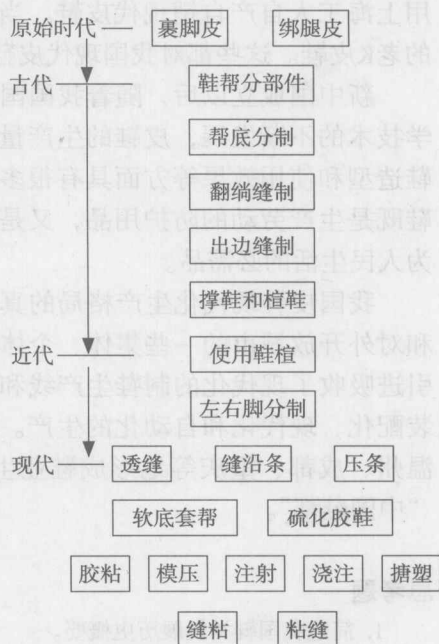 原始时代 裹脚皮 绑腿皮
古代 鞋帮分部件
帮底分制
翻绱缝制
出边缝制
撑鞋和楦鞋
近代 使用鞋楦
左右脚分制
现代 透缝 缝沿条 压条
软底套帮 硫化胶鞋
胶粘 模压 注射 浇注 搪塑
缝粘 粘缝